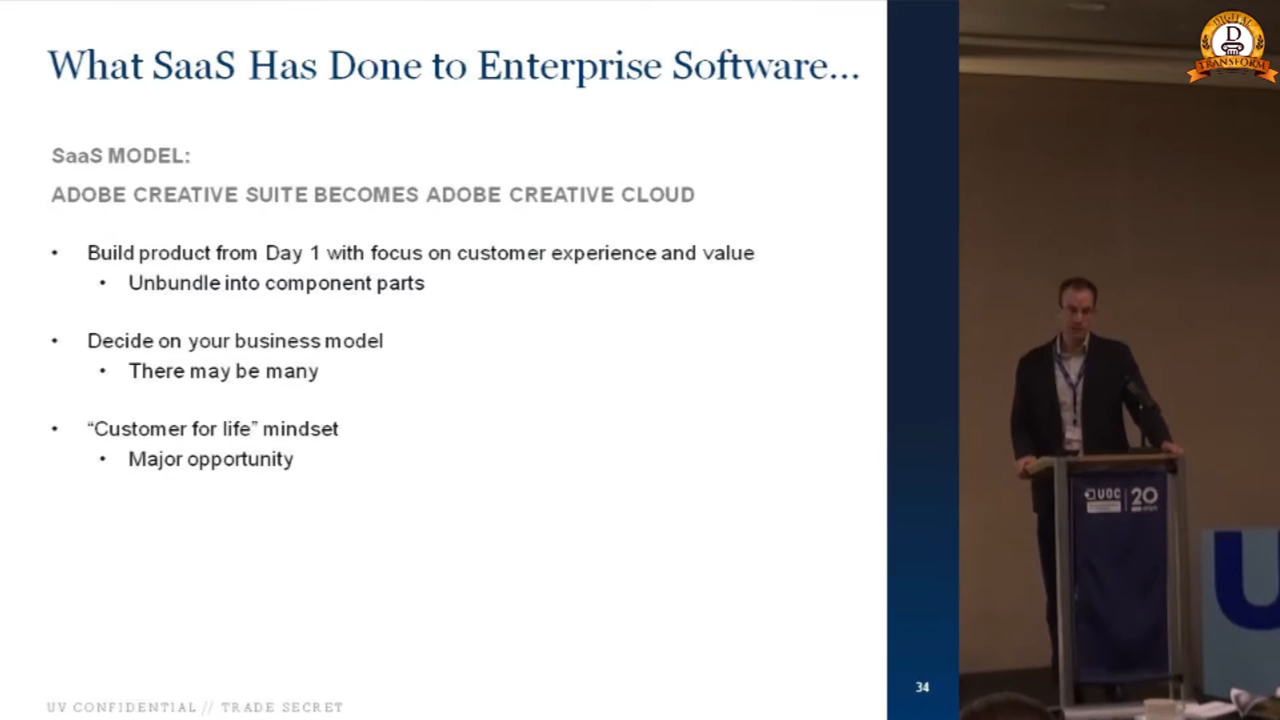 What SaaS Has Done to Enterprise Software...
SaaS MODEL:
ADOBE CREATIVE SUITE BECOMES ADOBE CREATIVE CLOUD
• Build product from Day 1 with focus on customer experience and value
• Unbundle into component parts
• Decide on your business model
• There may be many
• “Customer for life” mindset
• Major opportunity
UV CONFIDENTIAL // TRADE SECRET
34
DIGITAL
D
TRANSFORM
UOC
20
U